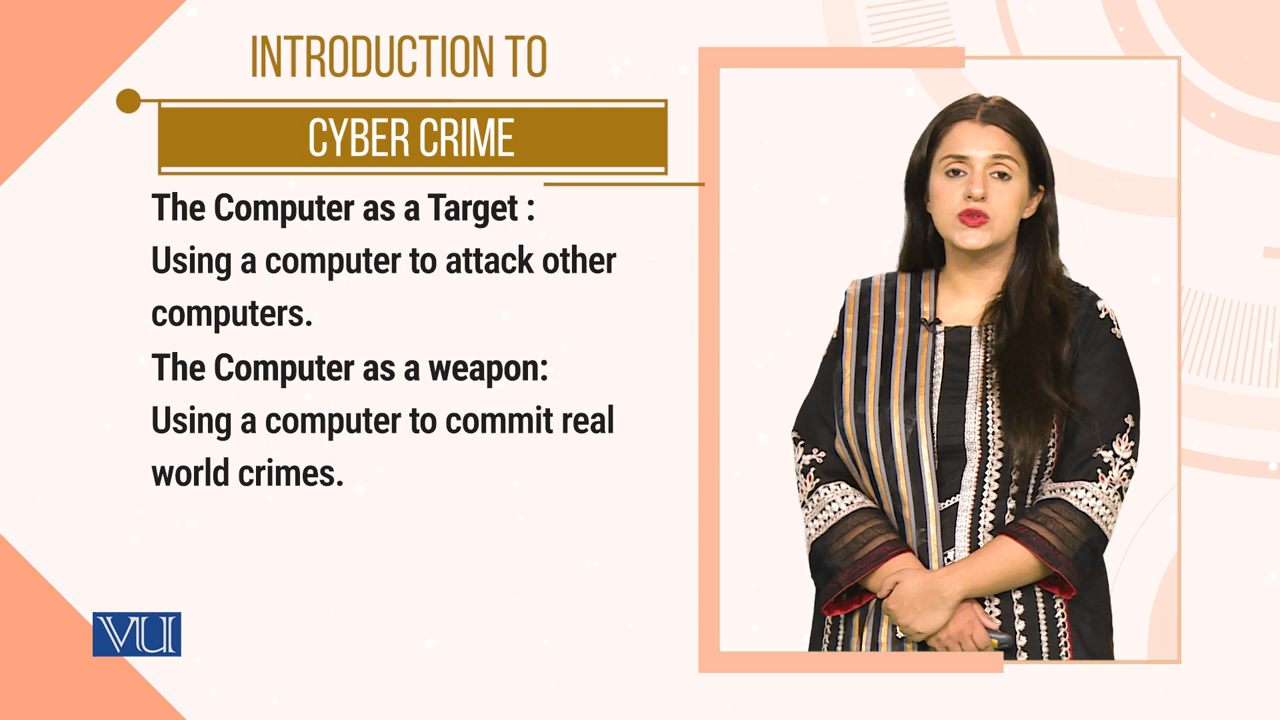 INTRODUCTION TO
CYBER CRIME
The Computer as a Target :
Using a computer to attack other
computers.
The Computer as a weapon:
Using a computer to commit real
world crimes.
VU